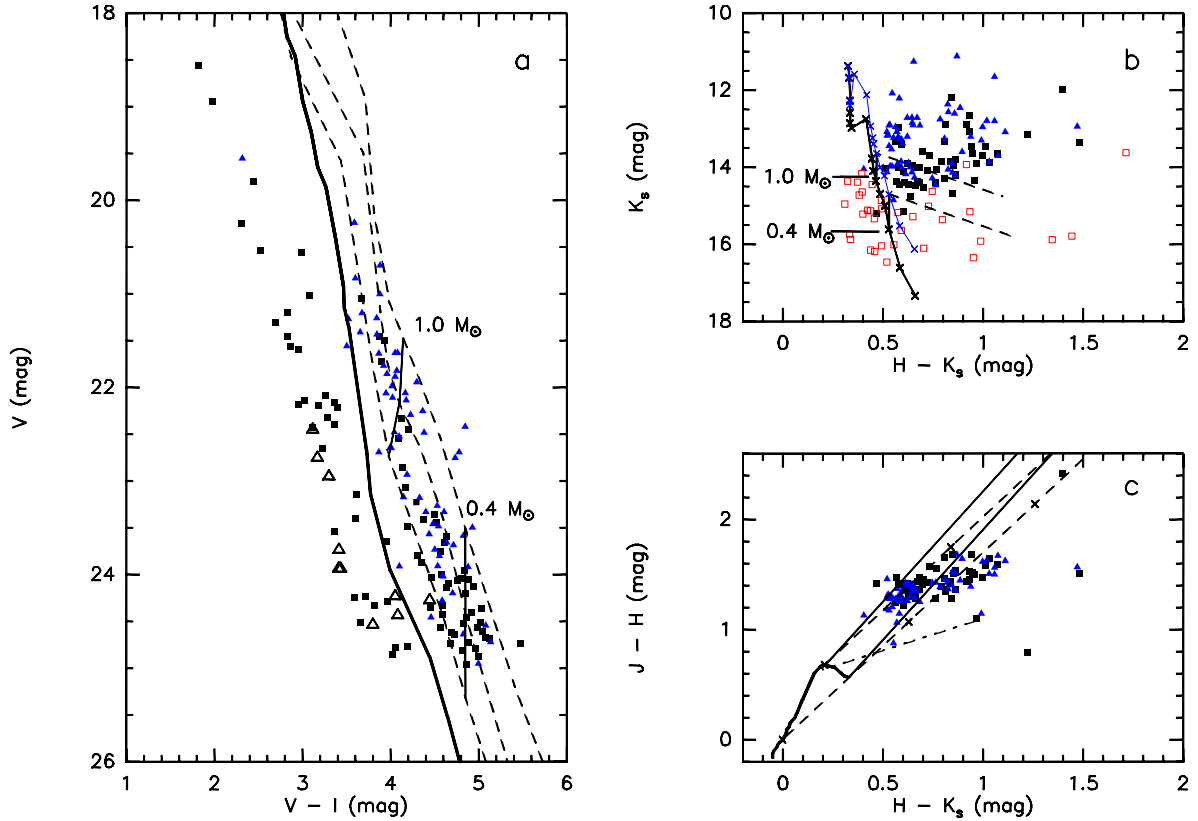 a
18
20
22
24
26
V (mag)
1.0 M☉
0.4 M☉
1 2 3 4 5 6
V − I (mag)
b
10
12
14
16
18
Kₛ (mag)
1.0 M☉
0.4 M☉
0 0.5 1 1.5 2
H − Kₛ (mag)
c
2
1
0
J − H (mag)
0 0.5 1 1.5 2
H − Kₛ (mag)